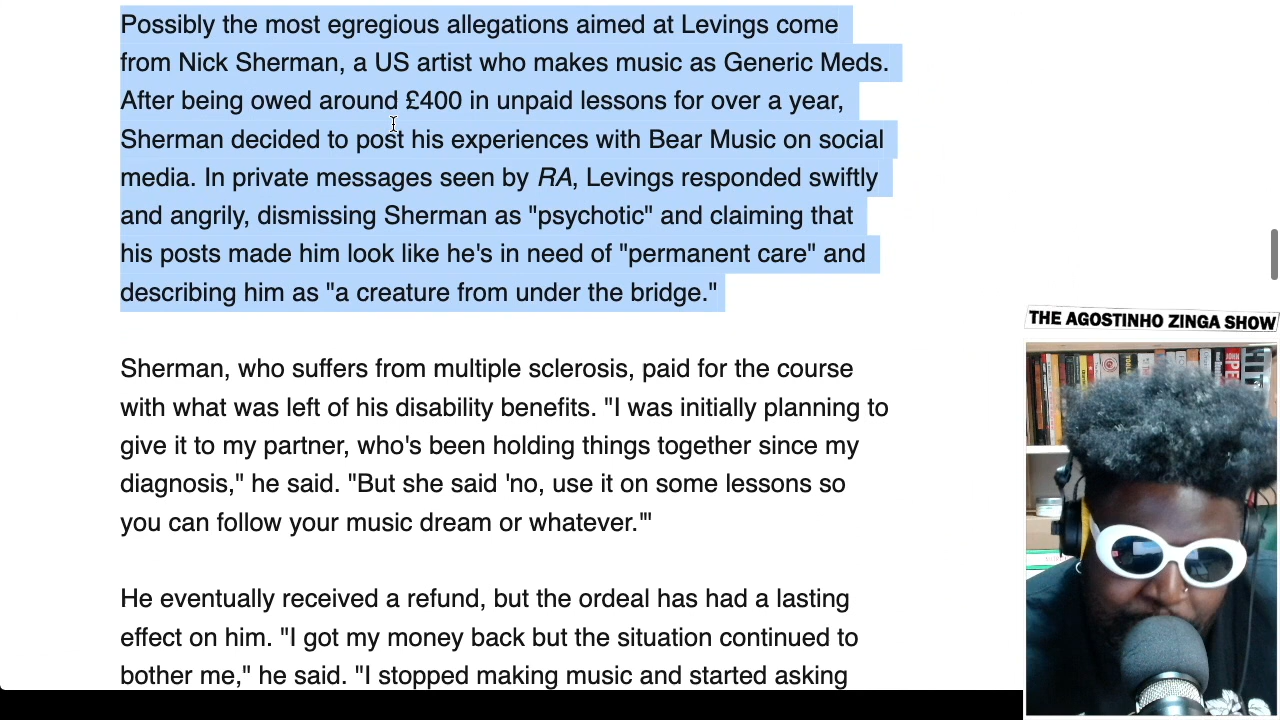 Possibly the most egregious allegations aimed at Levings come
from Nick Sherman, a US artist who makes music as Generic Meds.
After being owed around £400 in unpaid lessons for over a year,
Sherman decided to post his experiences with Bear Music on social
media. In private messages seen by RA, Levings responded swiftly
and angrily, dismissing Sherman as "psychotic" and claiming that
his posts made him look like he's in need of "permanent care" and
describing him as "a creature from under the bridge."
THE AGOSTINHO ZINGA SHOW
Sherman, who suffers from multiple sclerosis, paid for the course
with what was left of his disability benefits. "I was initially planning to
give it to my partner, who's been holding things together since my
diagnosis," he said. "But she said 'no, use it on some lessons so
you can follow your music dream or whatever.'"
He eventually received a refund, but the ordeal has had a lasting
effect on him. "I got my money back but the situation continued to
bother me," he said. "I stopped making music and started asking